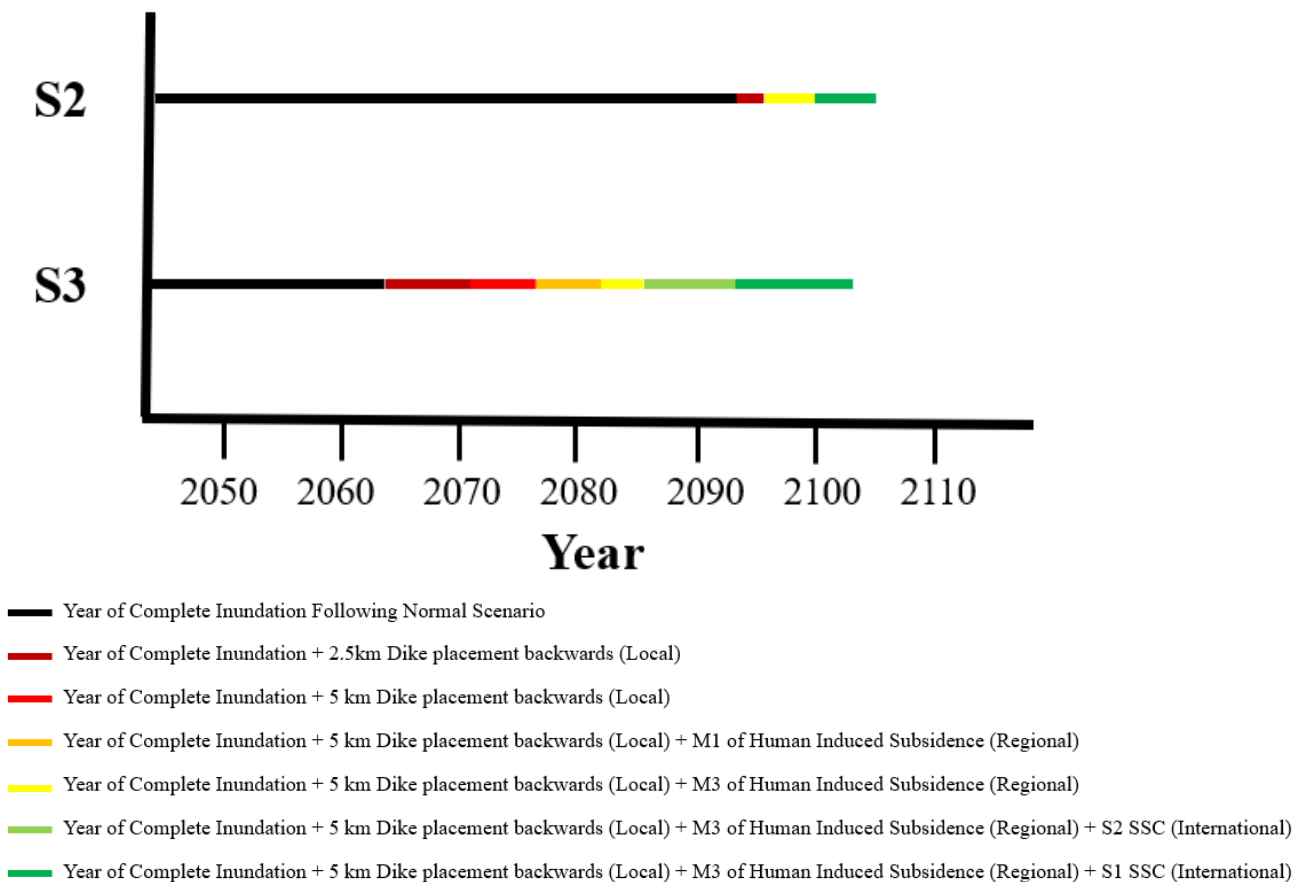 S2
S3
2050 2060 2070 2080 2090 2100 2110
Year
Year of Complete Inundation Following Normal Scenario
Year of Complete Inundation + 2.5km Dike placement backwards (Local)
Year of Complete Inundation + 5 km Dike placement backwards (Local)
Year of Complete Inundation + 5 km Dike placement backwards (Local) + M1 of Human Induced Subsidence (Regional)
Year of Complete Inundation + 5 km Dike placement backwards (Local) + M3 of Human Induced Subsidence (Regional)
Year of Complete Inundation + 5 km Dike placement backwards (Local) + M3 of Human Induced Subsidence (Regional) + S2 SSC (International)
Year of Complete Inundation + 5 km Dike placement backwards (Local) + M3 of Human Induced Subsidence (Regional) + S1 SSC (International)